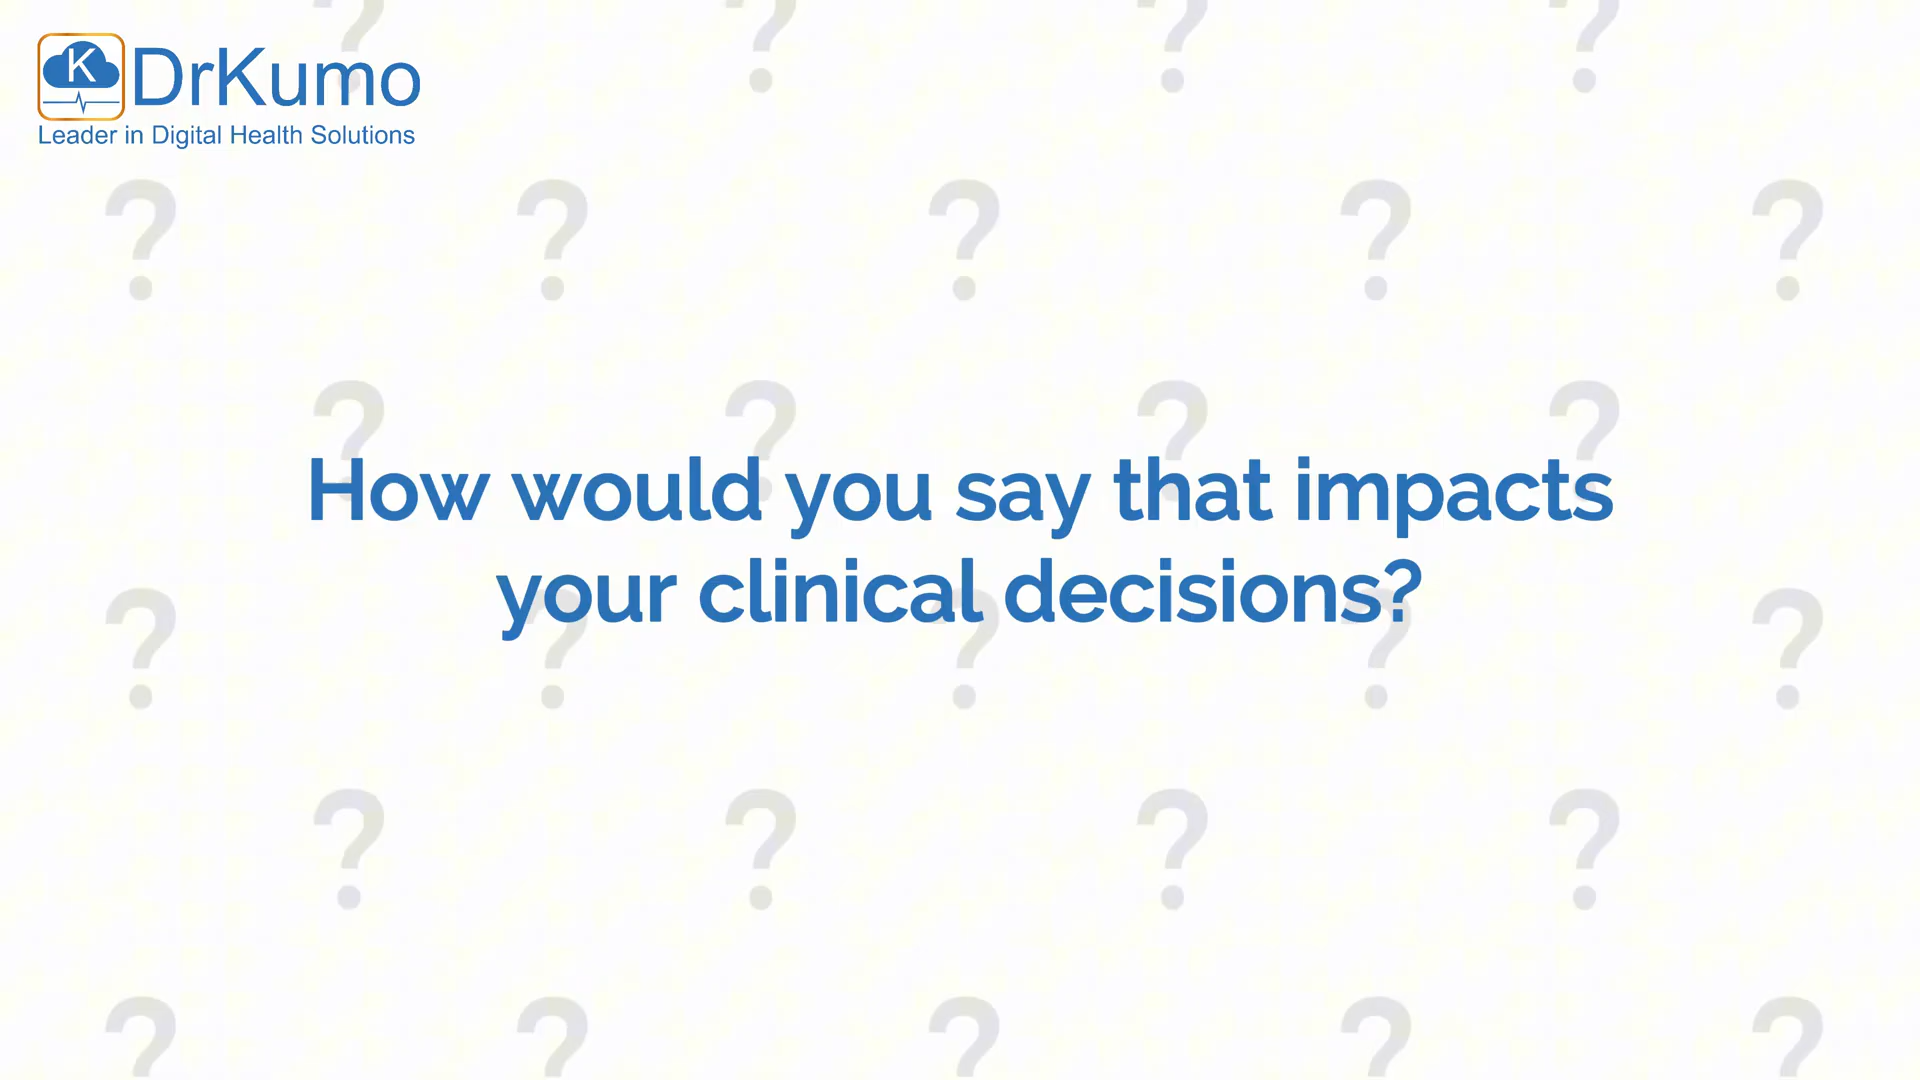 K
DrKumo
Leader in Digital Health Solutions
How would you say that impacts
your clinical decisions?